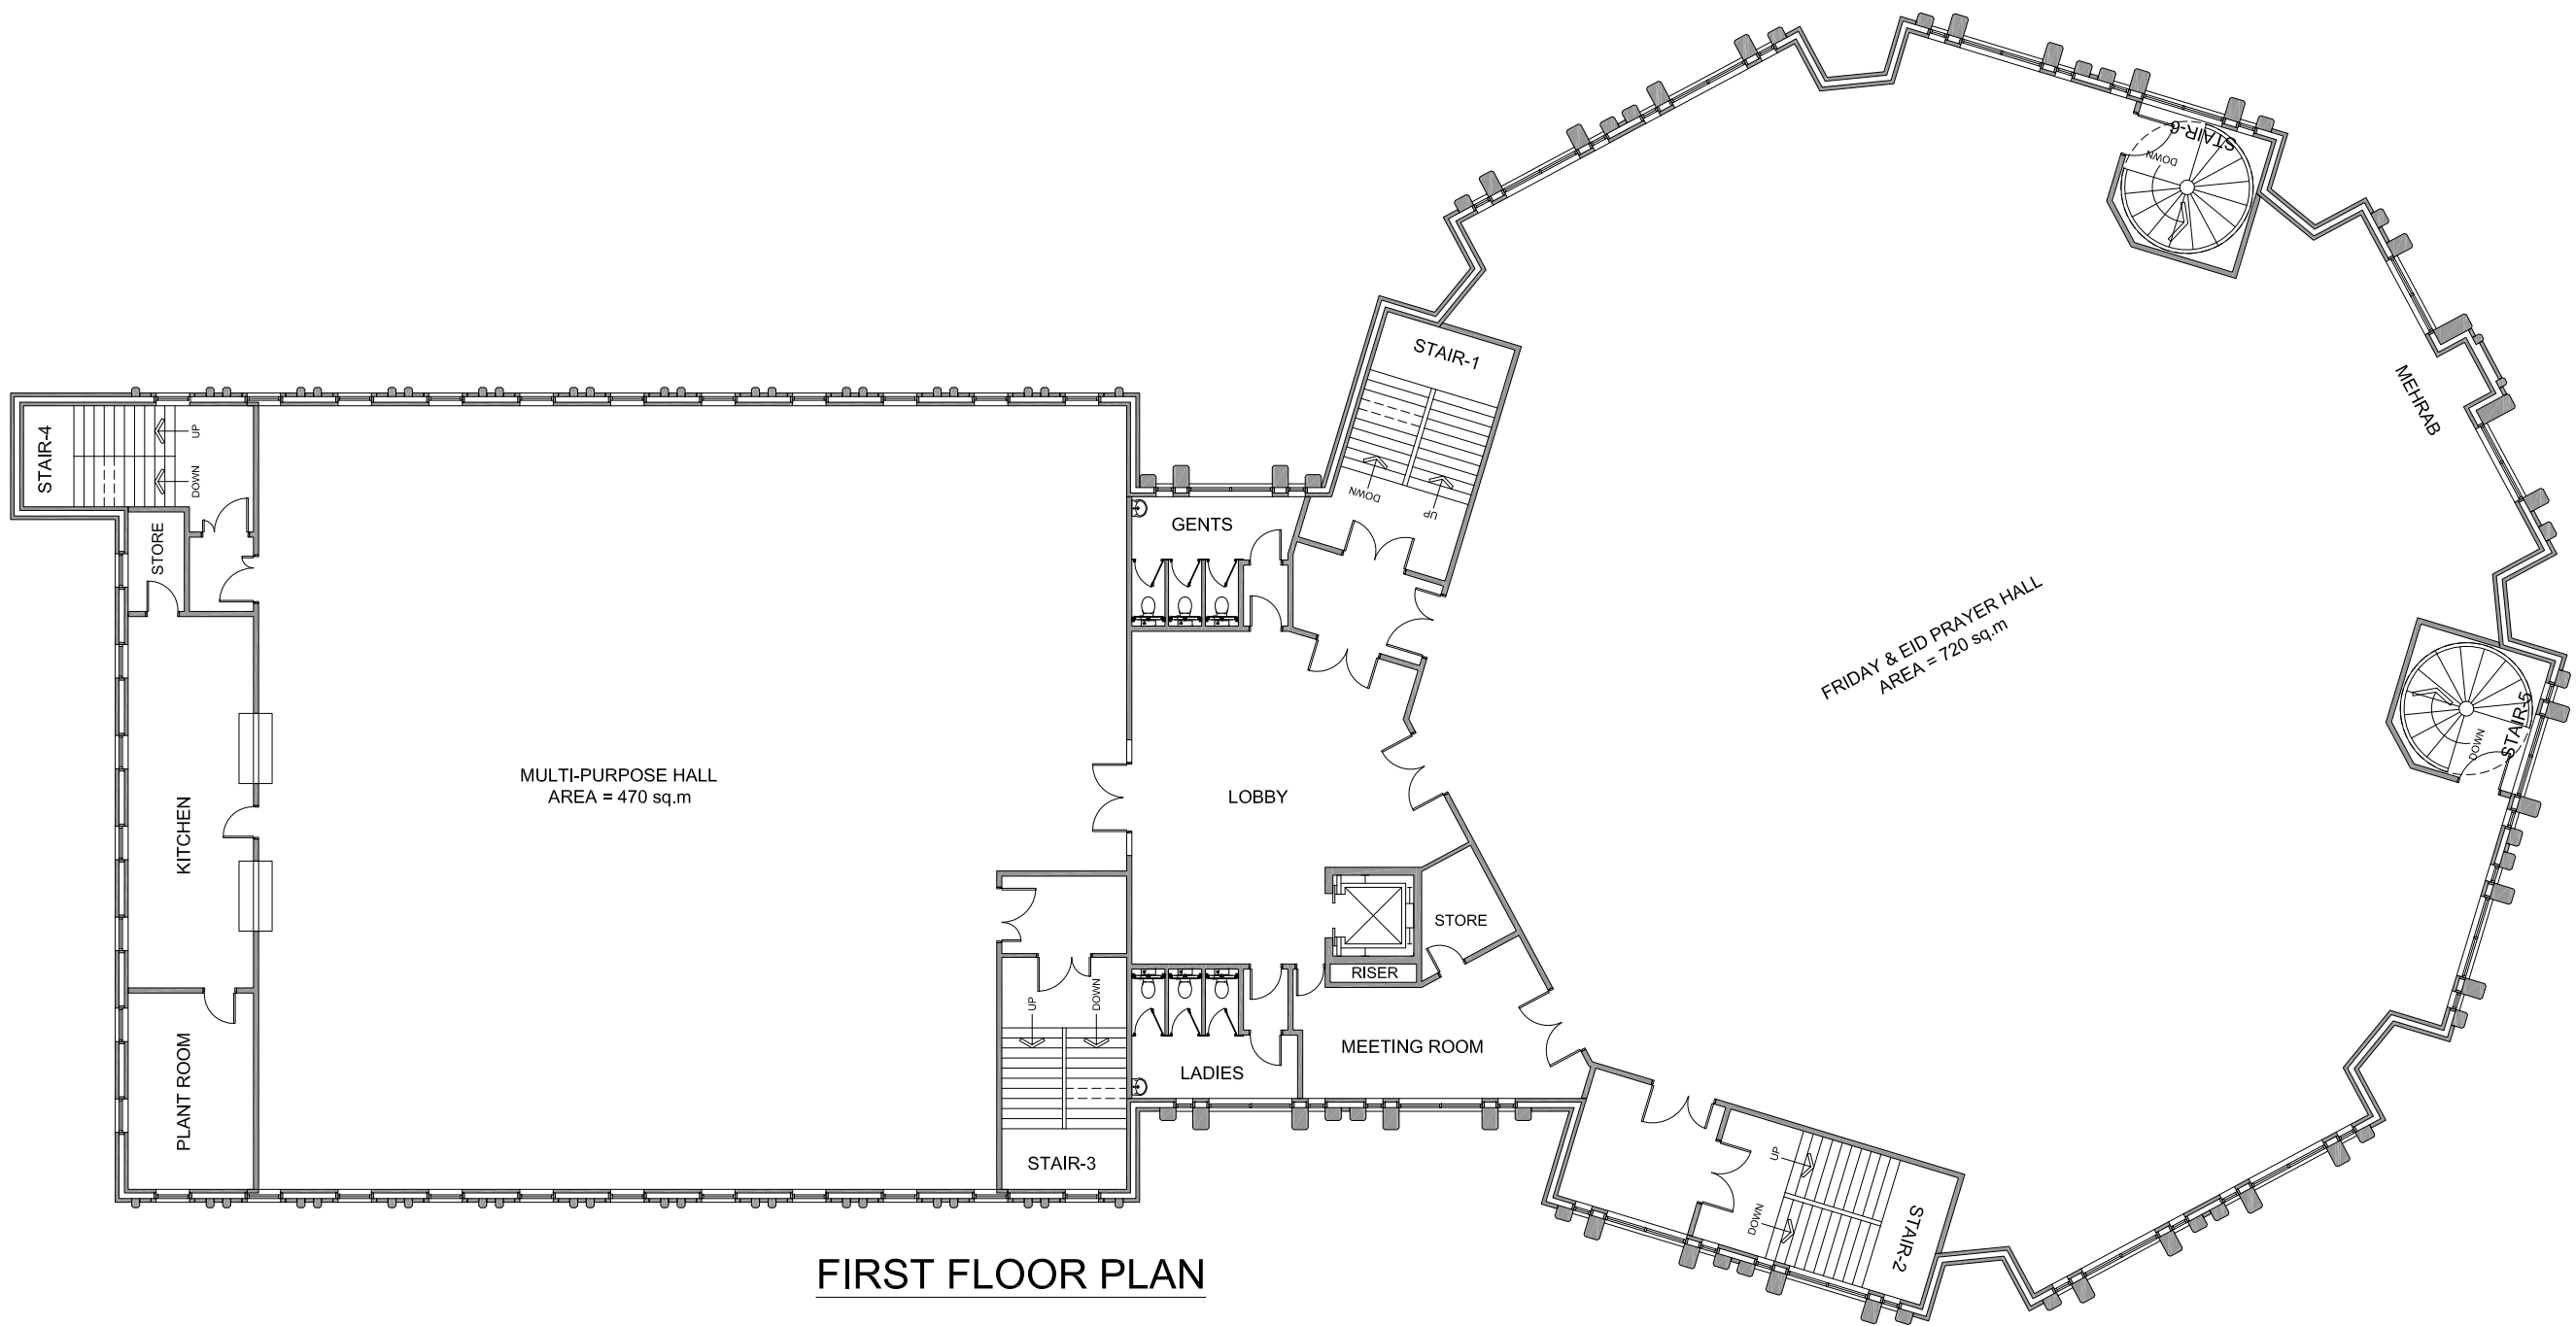 STAIR-6
DOWN
STAIR-1
DOWN
UP
MEHRAB
STAIR-4
UP
DOWN
STORE
GENTS
FRIDAY & EID PRAYER HALL
AREA = 720 sq.m
STAIR-5
DOWN
MULTI-PURPOSE HALL
AREA = 470 sq.m
LOBBY
KITCHEN
STORE
RISER
UP
DOWN
MEETING ROOM
LADIES
PLANT ROOM
STAIR-3
UP
DOWN
STAIR-2
FIRST FLOOR PLAN